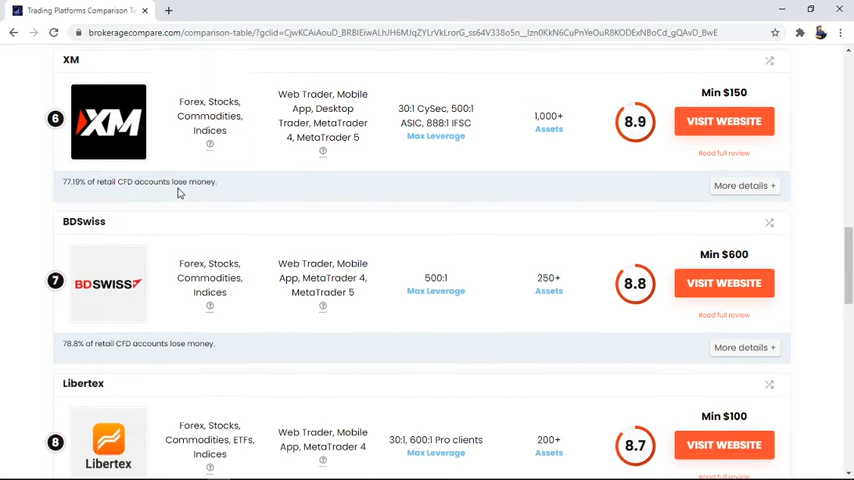 Trading Platforms Comparison Ta
brokeragecompare.com/comparison-table/?gclid=
XM
6
XM
Forex, Stocks,
Commodities,
Indices
Web Trader, Mobile
App, Desktop
Trader, MetaTrader
4, MetaTrader 5
30:1 CySec, 500:1
ASIC, 888:1 IFSC
Max Leverage
1,000+
Assets
8.9
Min $150
VISIT WEBSITE
Read full review
77.19% of retail CFD accounts lose money.
More details +
BDSwiss
7
BDSWISS
Forex, Stocks,
Commodities,
Indices
Web Trader, Mobile
App, MetaTrader 4,
MetaTrader 5
500:1
Max Leverage
250+
Assets
8.8
Min $600
VISIT WEBSITE
Read full review
78.8% of retail CFD accounts lose money.
More details +
Libertex
8
Libertex
Forex, Stocks,
Commodities, ETFs,
Indices
Web Trader, Mobile
App, MetaTrader 4
30:1, 600:1 Pro clients
Max Leverage
200+
Assets
8.7
Min $100
VISIT WEBSITE
Read full review